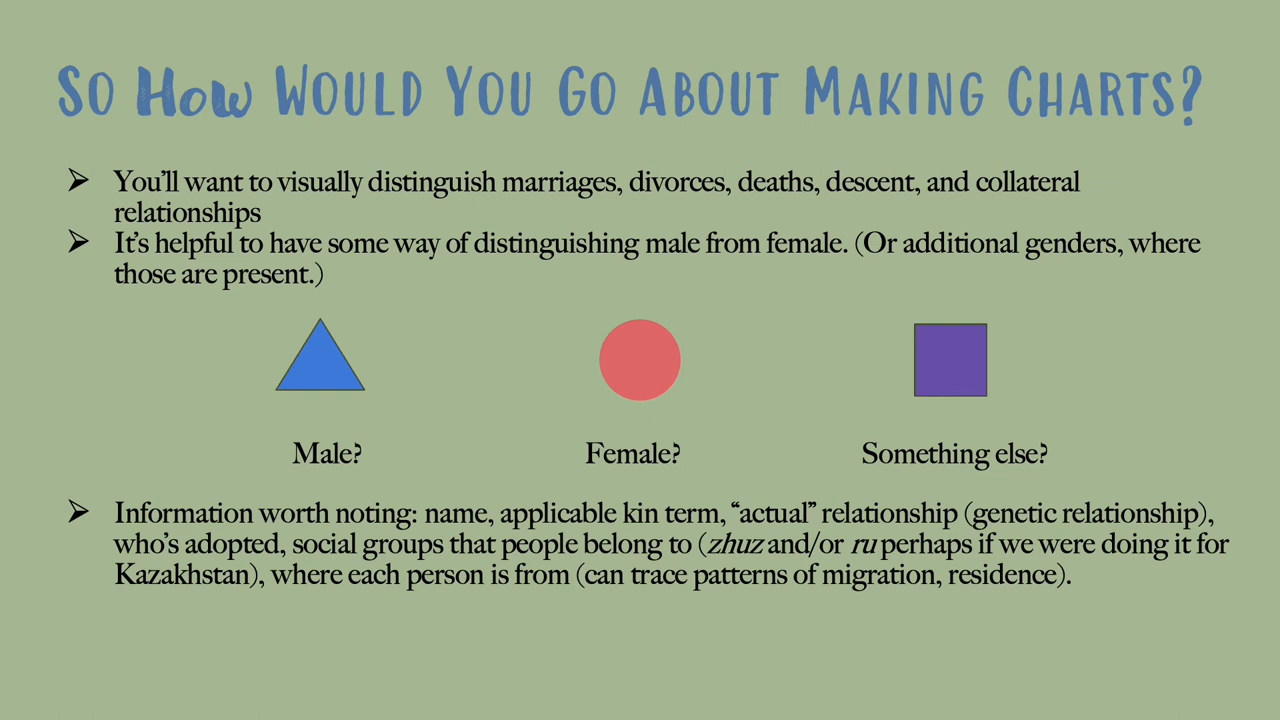 So How Would You Go About Making Charts?
➢ You'll want to visually distinguish marriages, divorces, deaths, descent, and collateral
relationships
➢ It's helpful to have some way of distinguishing male from female. (Or additional genders, where
those are present.)
Male? Female? Something else?
➢ Information worth noting: name, applicable kin term, “actual” relationship (genetic relationship),
who's adopted, social groups that people belong to (zhuz and/or ru perhaps if we were doing it for
Kazakhstan), where each person is from (can trace patterns of migration, residence).